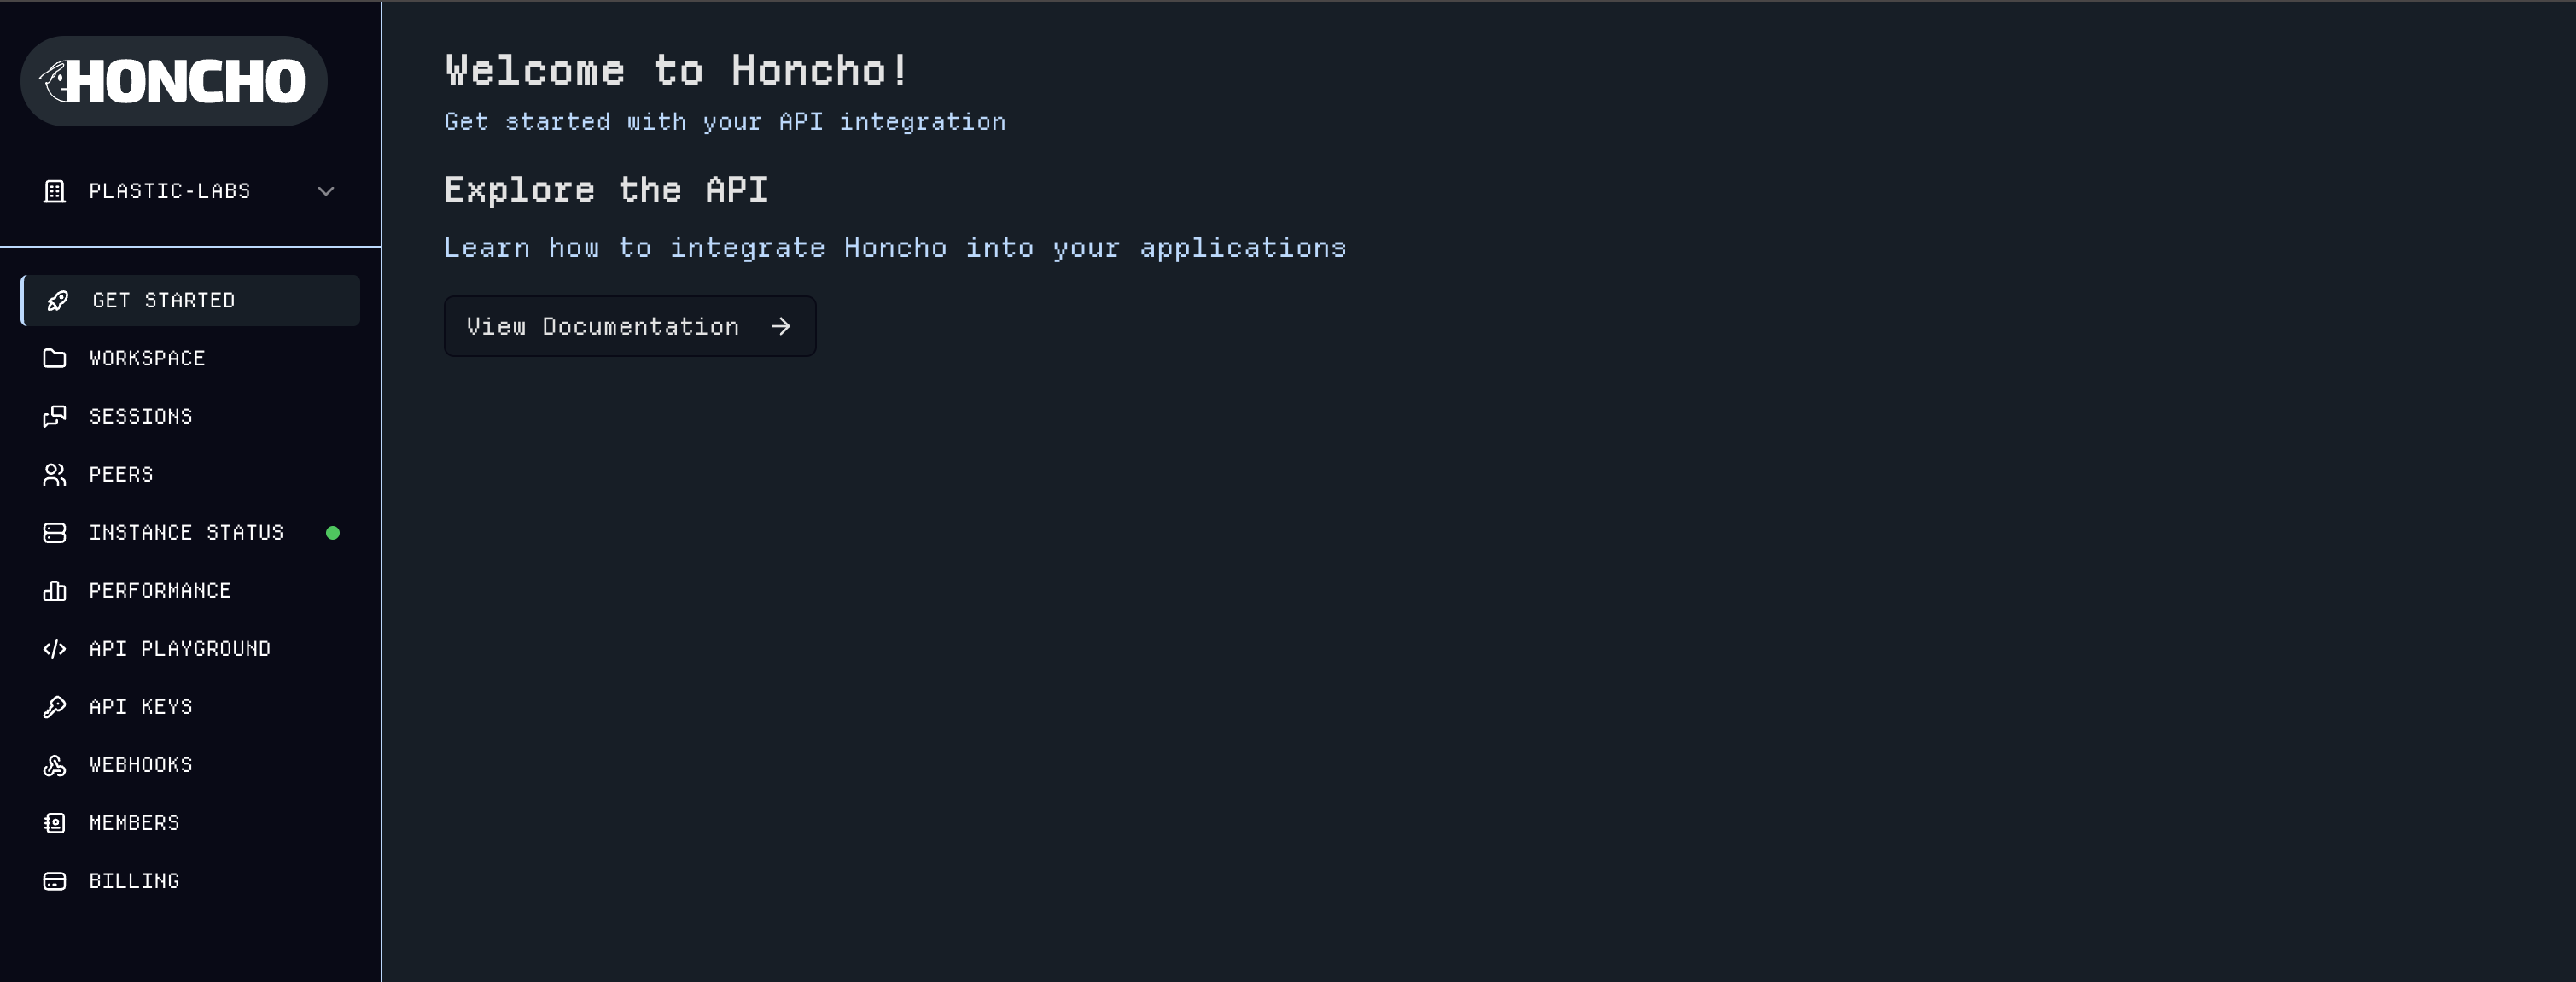 HONCHO
PLASTIC-LABS
GET STARTED
WORKSPACE
SESSIONS
PEERS
INSTANCE STATUS
PERFORMANCE
API PLAYGROUND
API KEYS
WEBHOOKS
MEMBERS
BILLING
Welcome to Honcho!
Get started with your API integration
Explore the API
Learn how to integrate Honcho into your applications
View Documentation